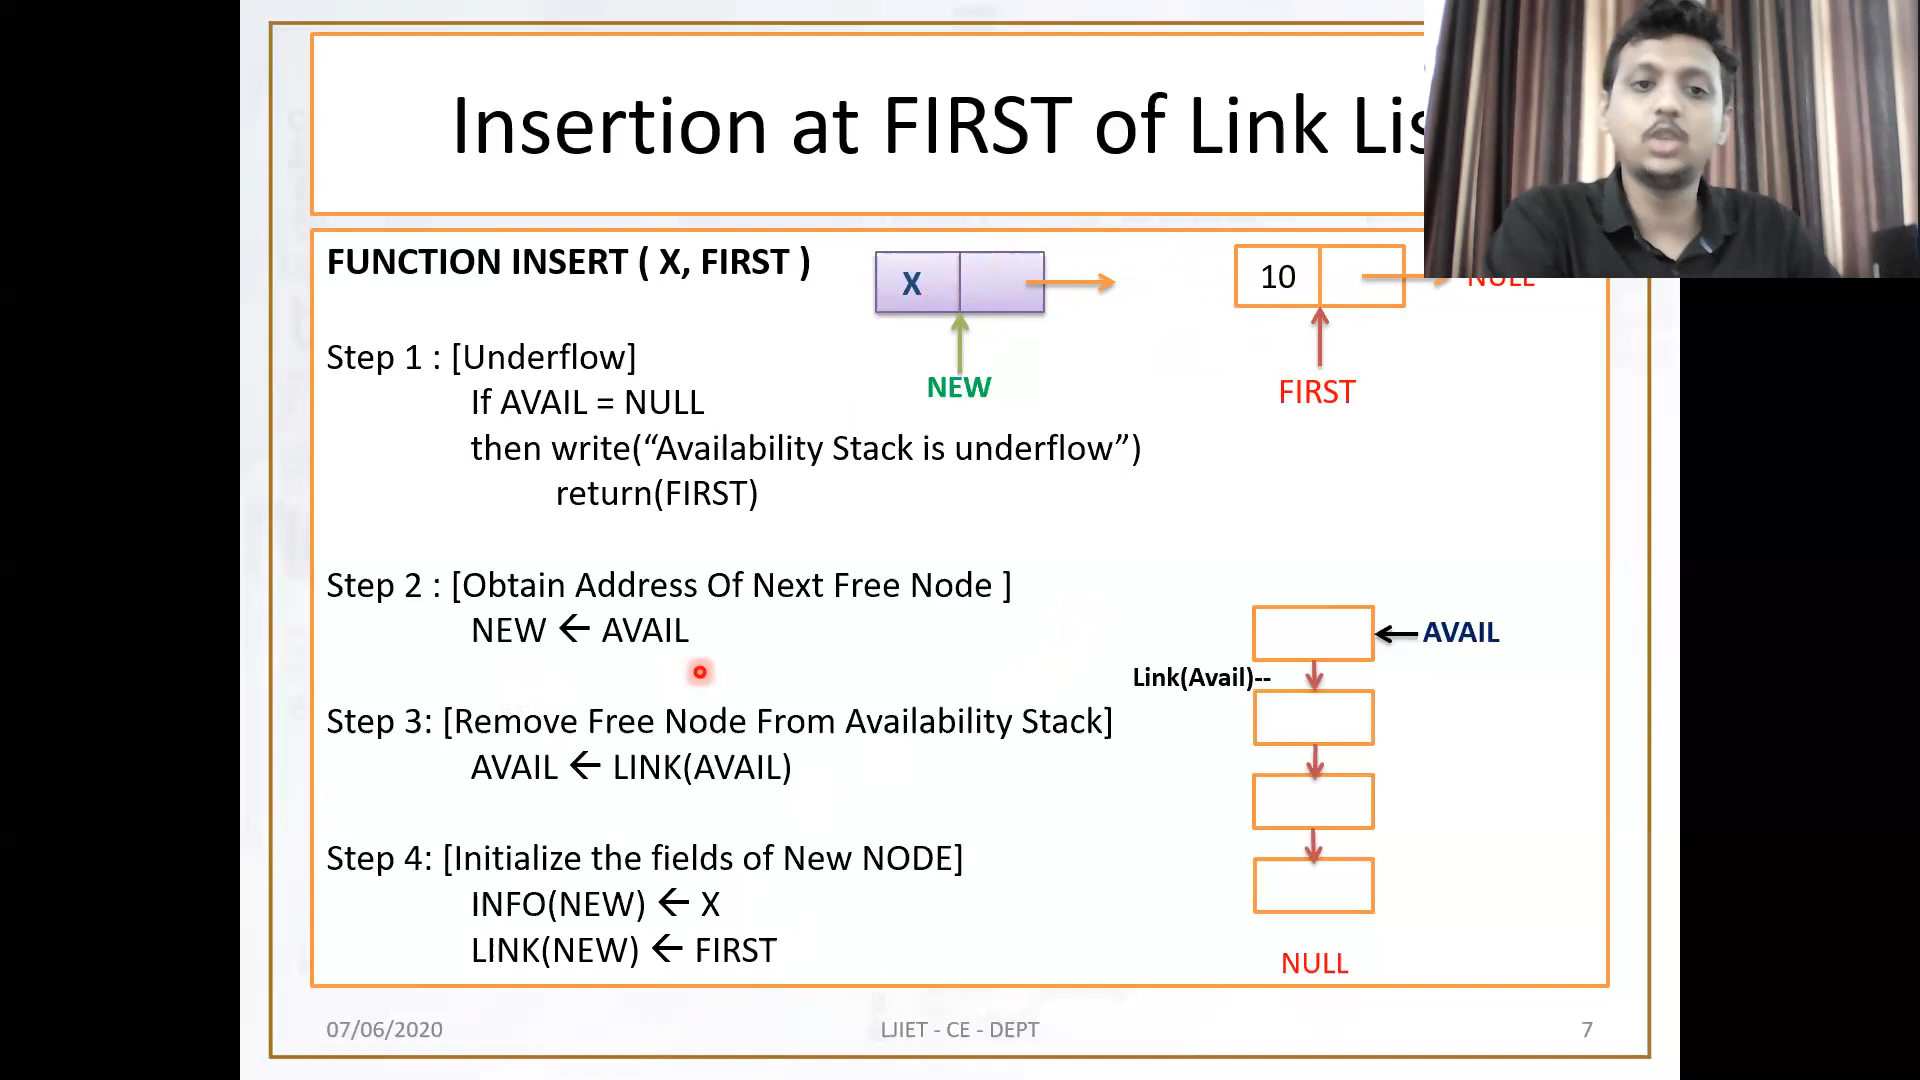 Insertion at FIRST of Link Lis
FUNCTION INSERT ( X, FIRST )
X
10
NULL
NEW
FIRST
Step 1 : [Underflow]
If AVAIL = NULL
then write(“Availability Stack is underflow”)
return(FIRST)
Step 2 : [Obtain Address Of Next Free Node ]
NEW ← AVAIL
AVAIL
Link(Avail)--
Step 3: [Remove Free Node From Availability Stack]
AVAIL ← LINK(AVAIL)
Step 4: [Initialize the fields of New NODE]
INFO(NEW) ← X
LINK(NEW) ← FIRST
NULL
07/06/2020
LJIET - CE - DEPT
7